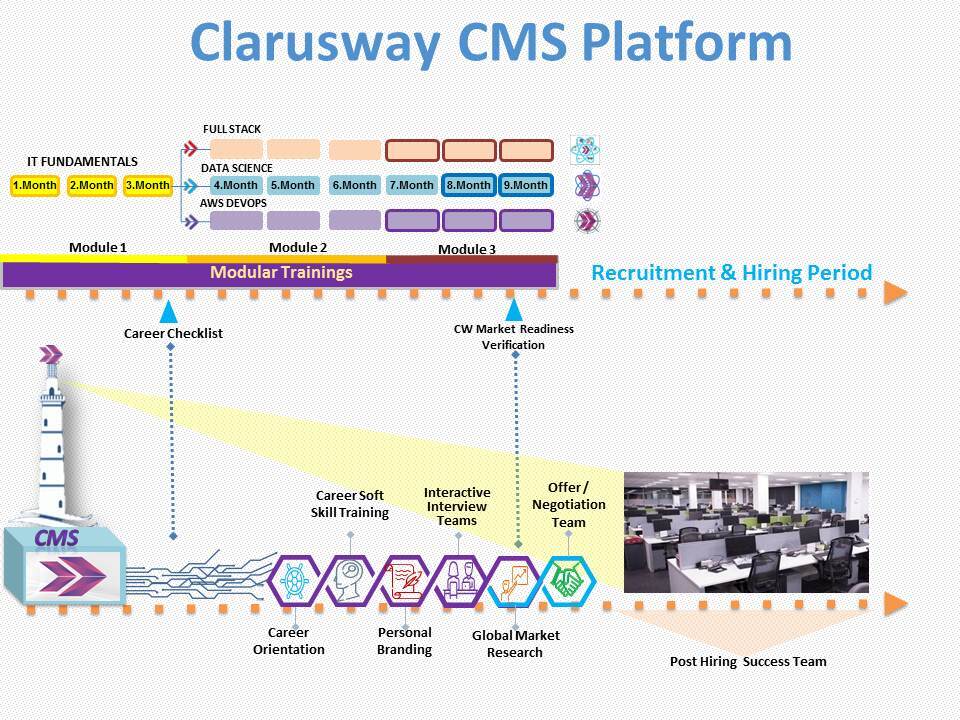 Clarusway CMS Platform
FULL STACK
IT FUNDAMENTALS
DATA SCIENCE
1.Month 2.Month 3.Month 4.Month 5.Month 6.Month 7.Month 8.Month 9.Month
AWS DEVOPS
Module 1 Module 2 Module 3
Modular Trainings
Recruitment & Hiring Period
Career Checklist
CW Market Readiness
Verification
CMS
Career Soft
Skill Training
Interactive
Interview
Teams
Offer /
Negotiation
Team
Career
Orientation
Personal
Branding
Global Market
Research
Post Hiring Success Team